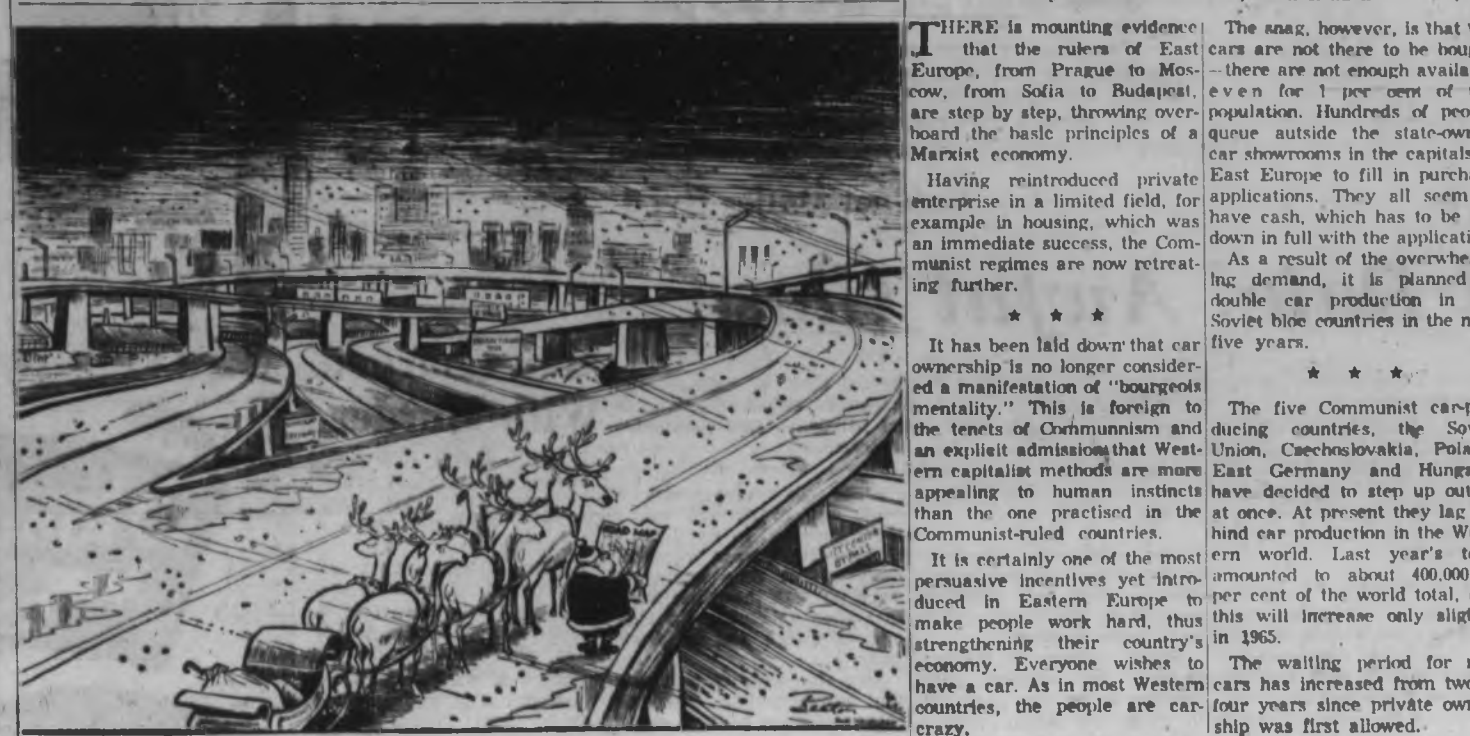 ROAD MAP
BYPASS
THERE is mounting evidence
that the rulers of East
Europe, from Prague to Mos-
cow, from Sofia to Budapest,
are step by step, throwing over-
board the basic principles of a
Marxist economy.
Having reintroduced private
enterprise in a limited field, for
example in housing, which was
an immediate success, the Com-
munist regimes are now retreat-
ing further.
★ ★ ★
It has been laid down that car
ownership is no longer consider-
ed a manifestation of "bourgeois
mentality." This is foreign to
the tenets of Communnism and
an explicit admission that West-
ern capitalist methods are more
appealing to human instincts
than the one practised in the
Communist-ruled countries.
It is certainly one of the most
persuasive incentives yet intro-
duced in Eastern Europe to
make people work hard, thus
strengthening their country's
economy. Everyone wishes to
have a car. As in most Western
countries, the people are car-
crazy.
The snag, however, is that
cars are not there to be bou
-- there are not enough availa
even for 1 per cent of
population. Hundreds of peo
queue autside the state-own
car showrooms in the capitals
East Europe to fill in purch
applications. They all seem
have cash, which has to be
down in full with the applicati
As a result of the overwhe
ing demand, it is planned
double car production in
Soviet bloc countries in the n
five years.
★ ★ ★
The five Communist car-p
ducing countries, the Sov
Union, Czechoslovakia, Pola
East Germany and Hunga
have decided to step up out
at once. At present they lag
hind car production in the W
ern world. Last year's to
amounted to about 400,000
per cent of the world total,
this will increase only slig
in 1965.
The waiting period for
cars has increased from two
four years since private own
ship was first allowed.